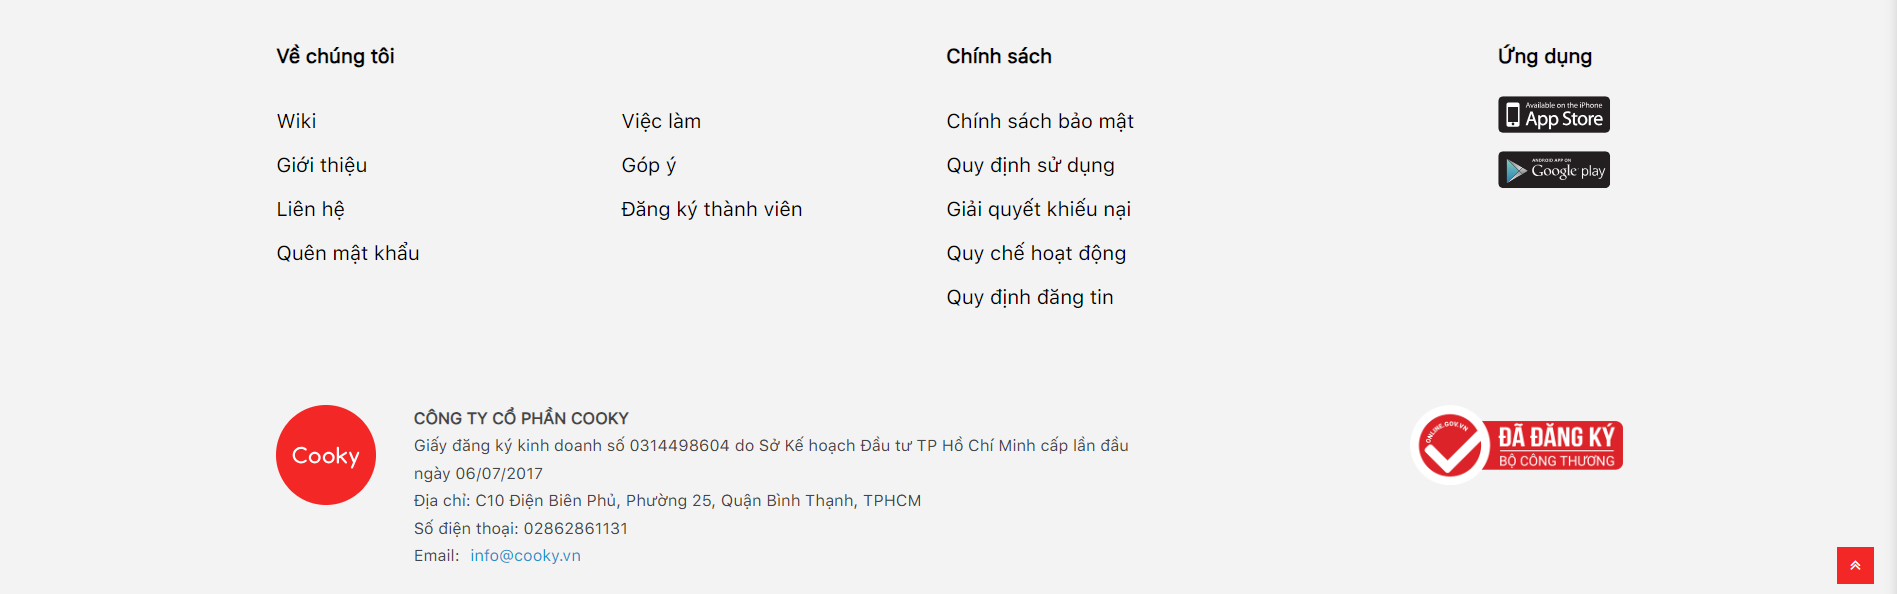 Về chúng tôi
Wiki
Giới thiệu
Liên hệ
Quên mật khẩu
Việc làm
Góp ý
Đăng ký thành viên
Chính sách
Chính sách bảo mật
Quy định sử dụng
Giải quyết khiếu nại
Quy chế hoạt động
Quy định đăng tin
Ứng dụng
Available on the iPhone
App Store
ANDROID APP ON
Google play
Cooky
CÔNG TY CỔ PHẦN COOKY
Giấy đăng ký kinh doanh số 0314498604 do Sở Kế hoạch Đầu tư TP Hồ Chí Minh cấp lần đầu
ngày 06/07/2017
Địa chỉ: C10 Điện Biên Phủ, Phường 25, Quận Bình Thạnh, TPHCM
Số điện thoại: 02862861131
Email: info@cooky.vn
ONLINE.GOV.VN
ĐÃ ĐĂNG KÝ
BỘ CÔNG THƯƠNG